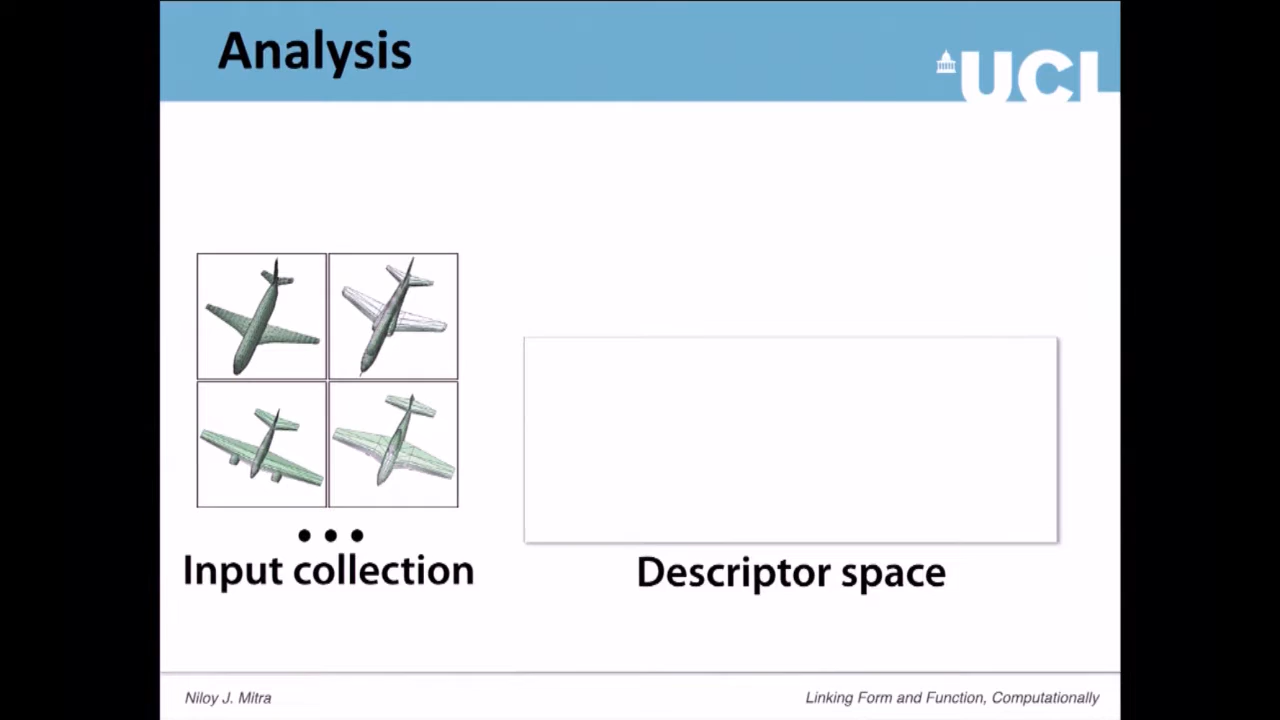 Analysis
UCL
Input collection
Descriptor space
Niloy J. Mitra
Linking Form and Function, Computationally